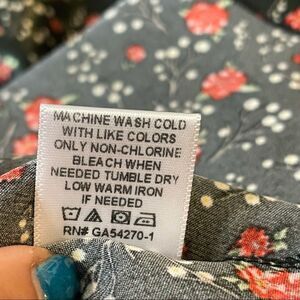 MACHINE WASH COLD
WITH LIKE COLORS
ONLY NON-CHLORINE
BLEACH WHEN
NEEDED TUMBLE DRY
LOW WARM IRON
IF NEEDED
RN# GA54270-1